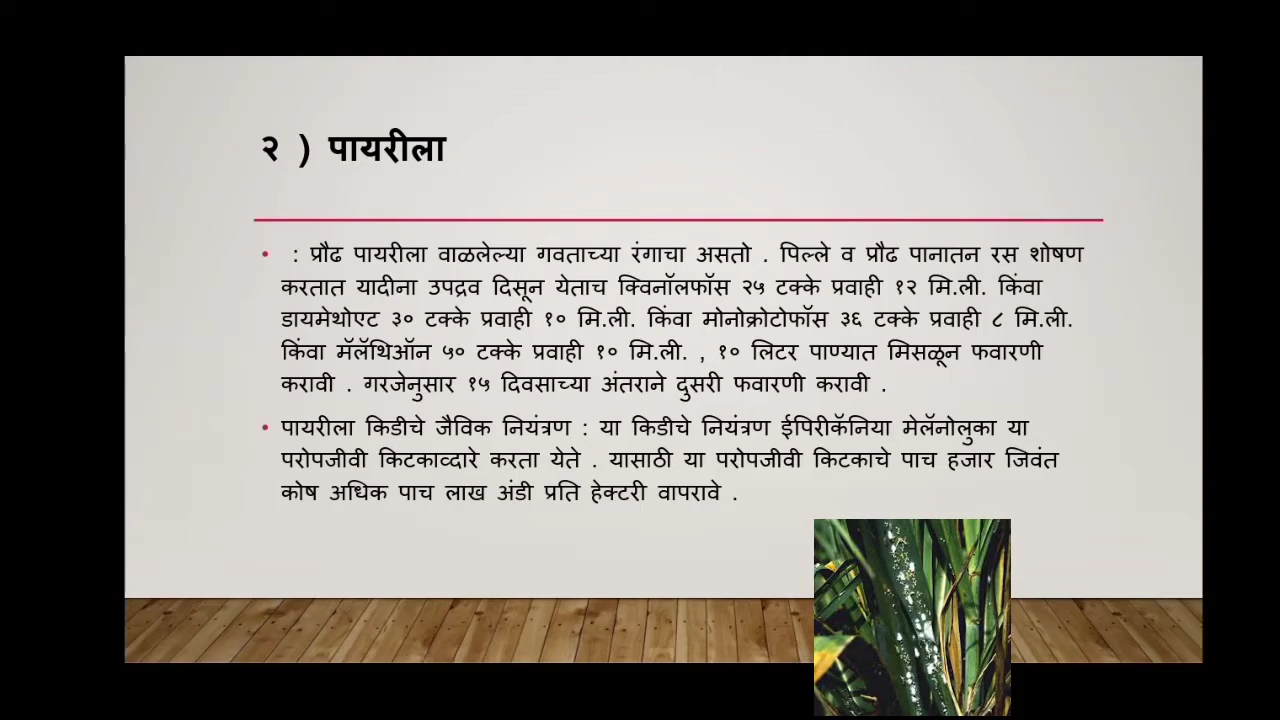 २ ) पायरीला
• : प्रौढ पायरीला वाळलेल्या गवताच्या रंगाचा असतो . पिल्ले व प्रौढ पानातन रस शोषण
करतात यादीना उपद्रव दिसून येताच क्विनॉलफॉस २५ टक्के प्रवाही १२ मि.ली. किंवा
डायमेथोएट ३० टक्के प्रवाही १० मि.ली. किंवा मोनोक्रोटोफॉस ३६ टक्के प्रवाही ८ मि.ली.
किंवा मॅलॅथिऑन ५० टक्के प्रवाही १० मि.ली. , १० लिटर पाण्यात मिसळून फवारणी
करावी . गरजेनुसार १५ दिवसाच्या अंतराने दुसरी फवारणी करावी .
• पायरीला किडीचे जैविक नियंत्रण : या किडीचे नियंत्रण ईपिरीकॅनिया मेलॅनोलुका या
परोपजीवी किटकाव्दारे करता येते . यासाठी या परोपजीवी किटकाचे पाच हजार जिवंत
कोष अधिक पाच लाख अंडी प्रति हेक्टरी वापरावे .